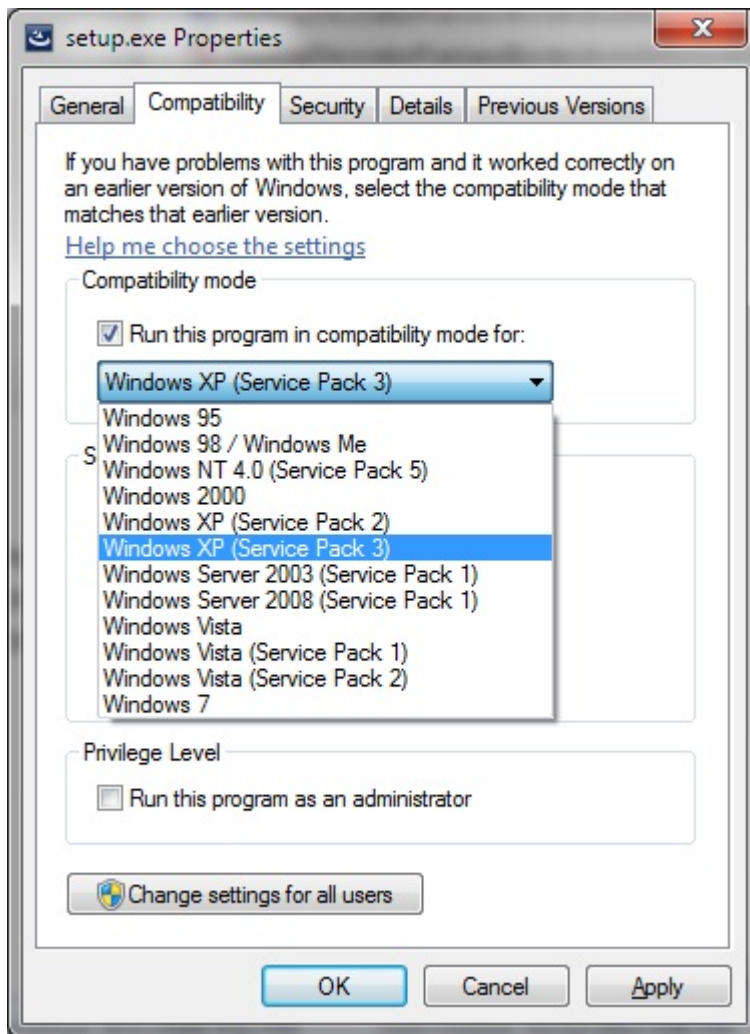 setup.exe Properties
General Compatibility Security Details Previous Versions
If you have problems with this program and it worked correctly on
an earlier version of Windows, select the compatibility mode that
matches that earlier version.
Help me choose the settings
Compatibility mode
Run this program in compatibility mode for:
Windows XP (Service Pack 3)
Windows 95
Windows 98 / Windows Me
Windows NT 4.0 (Service Pack 5)
Windows 2000
Windows XP (Service Pack 2)
Windows XP (Service Pack 3)
Windows Server 2003 (Service Pack 1)
Windows Server 2008 (Service Pack 1)
Windows Vista
Windows Vista (Service Pack 1)
Windows Vista (Service Pack 2)
Windows 7
Privilege Level
Run this program as an administrator
Change settings for all users
OK Cancel Apply